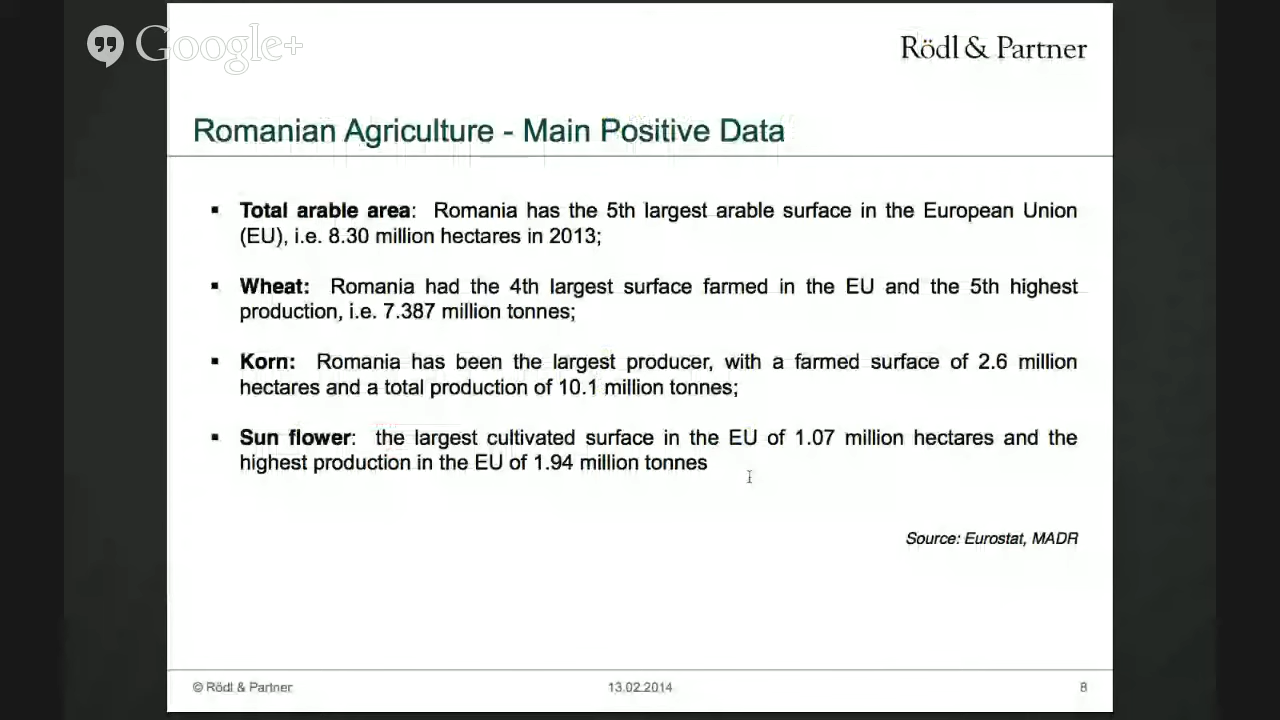 Google+
Rödl & Partner
Romanian Agriculture - Main Positive Data
▪ Total arable area: Romania has the 5th largest arable surface in the European Union
(EU), i.e. 8.30 million hectares in 2013;
▪ Wheat: Romania had the 4th largest surface farmed in the EU and the 5th highest
production, i.e. 7.387 million tonnes;
▪ Korn: Romania has been the largest producer, with a farmed surface of 2.6 million
hectares and a total production of 10.1 million tonnes;
▪ Sun flower: the largest cultivated surface in the EU of 1.07 million hectares and the
highest production in the EU of 1.94 million tonnes
Source: Eurostat, MADR
© Rödl & Partner 13.02.2014 8